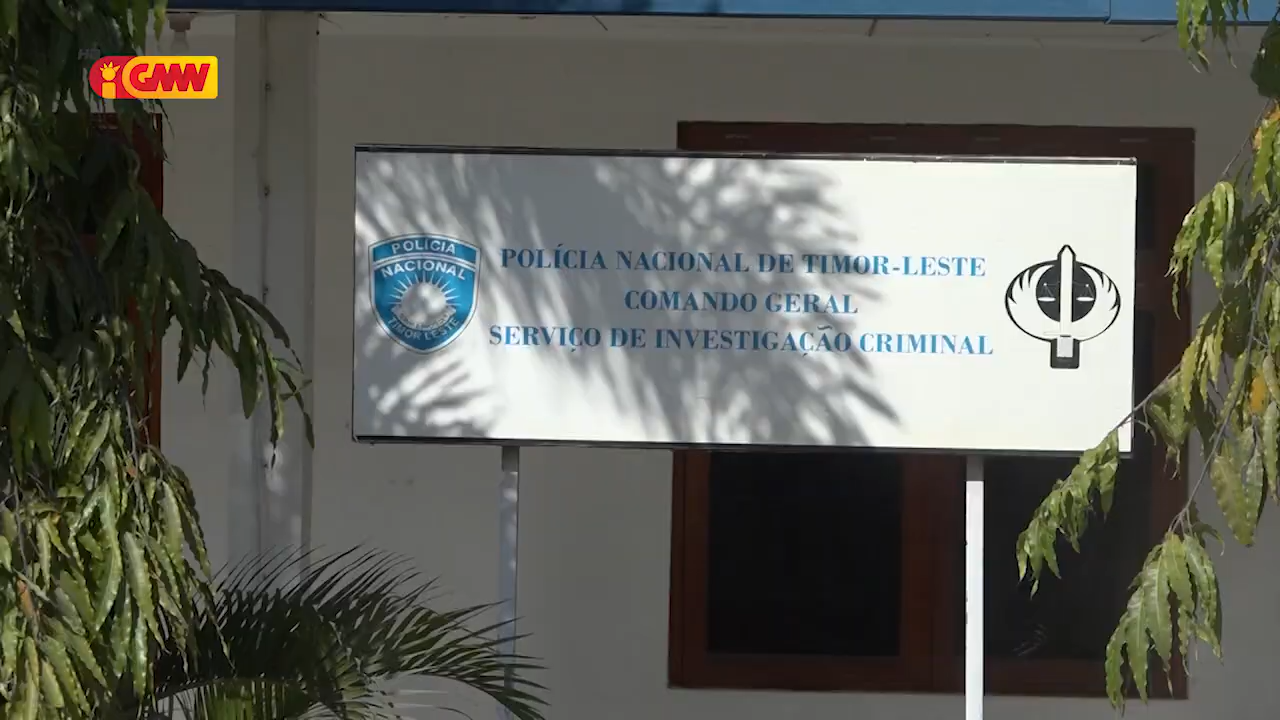 GMN
POLÍCIA
NACIONAL
TIMOR LESTE
POLÍCIA NACIONAL DE TIMOR-LESTE
COMANDO GERAL
SERVIÇO DE INVESTIGAÇÃO CRIMINAL